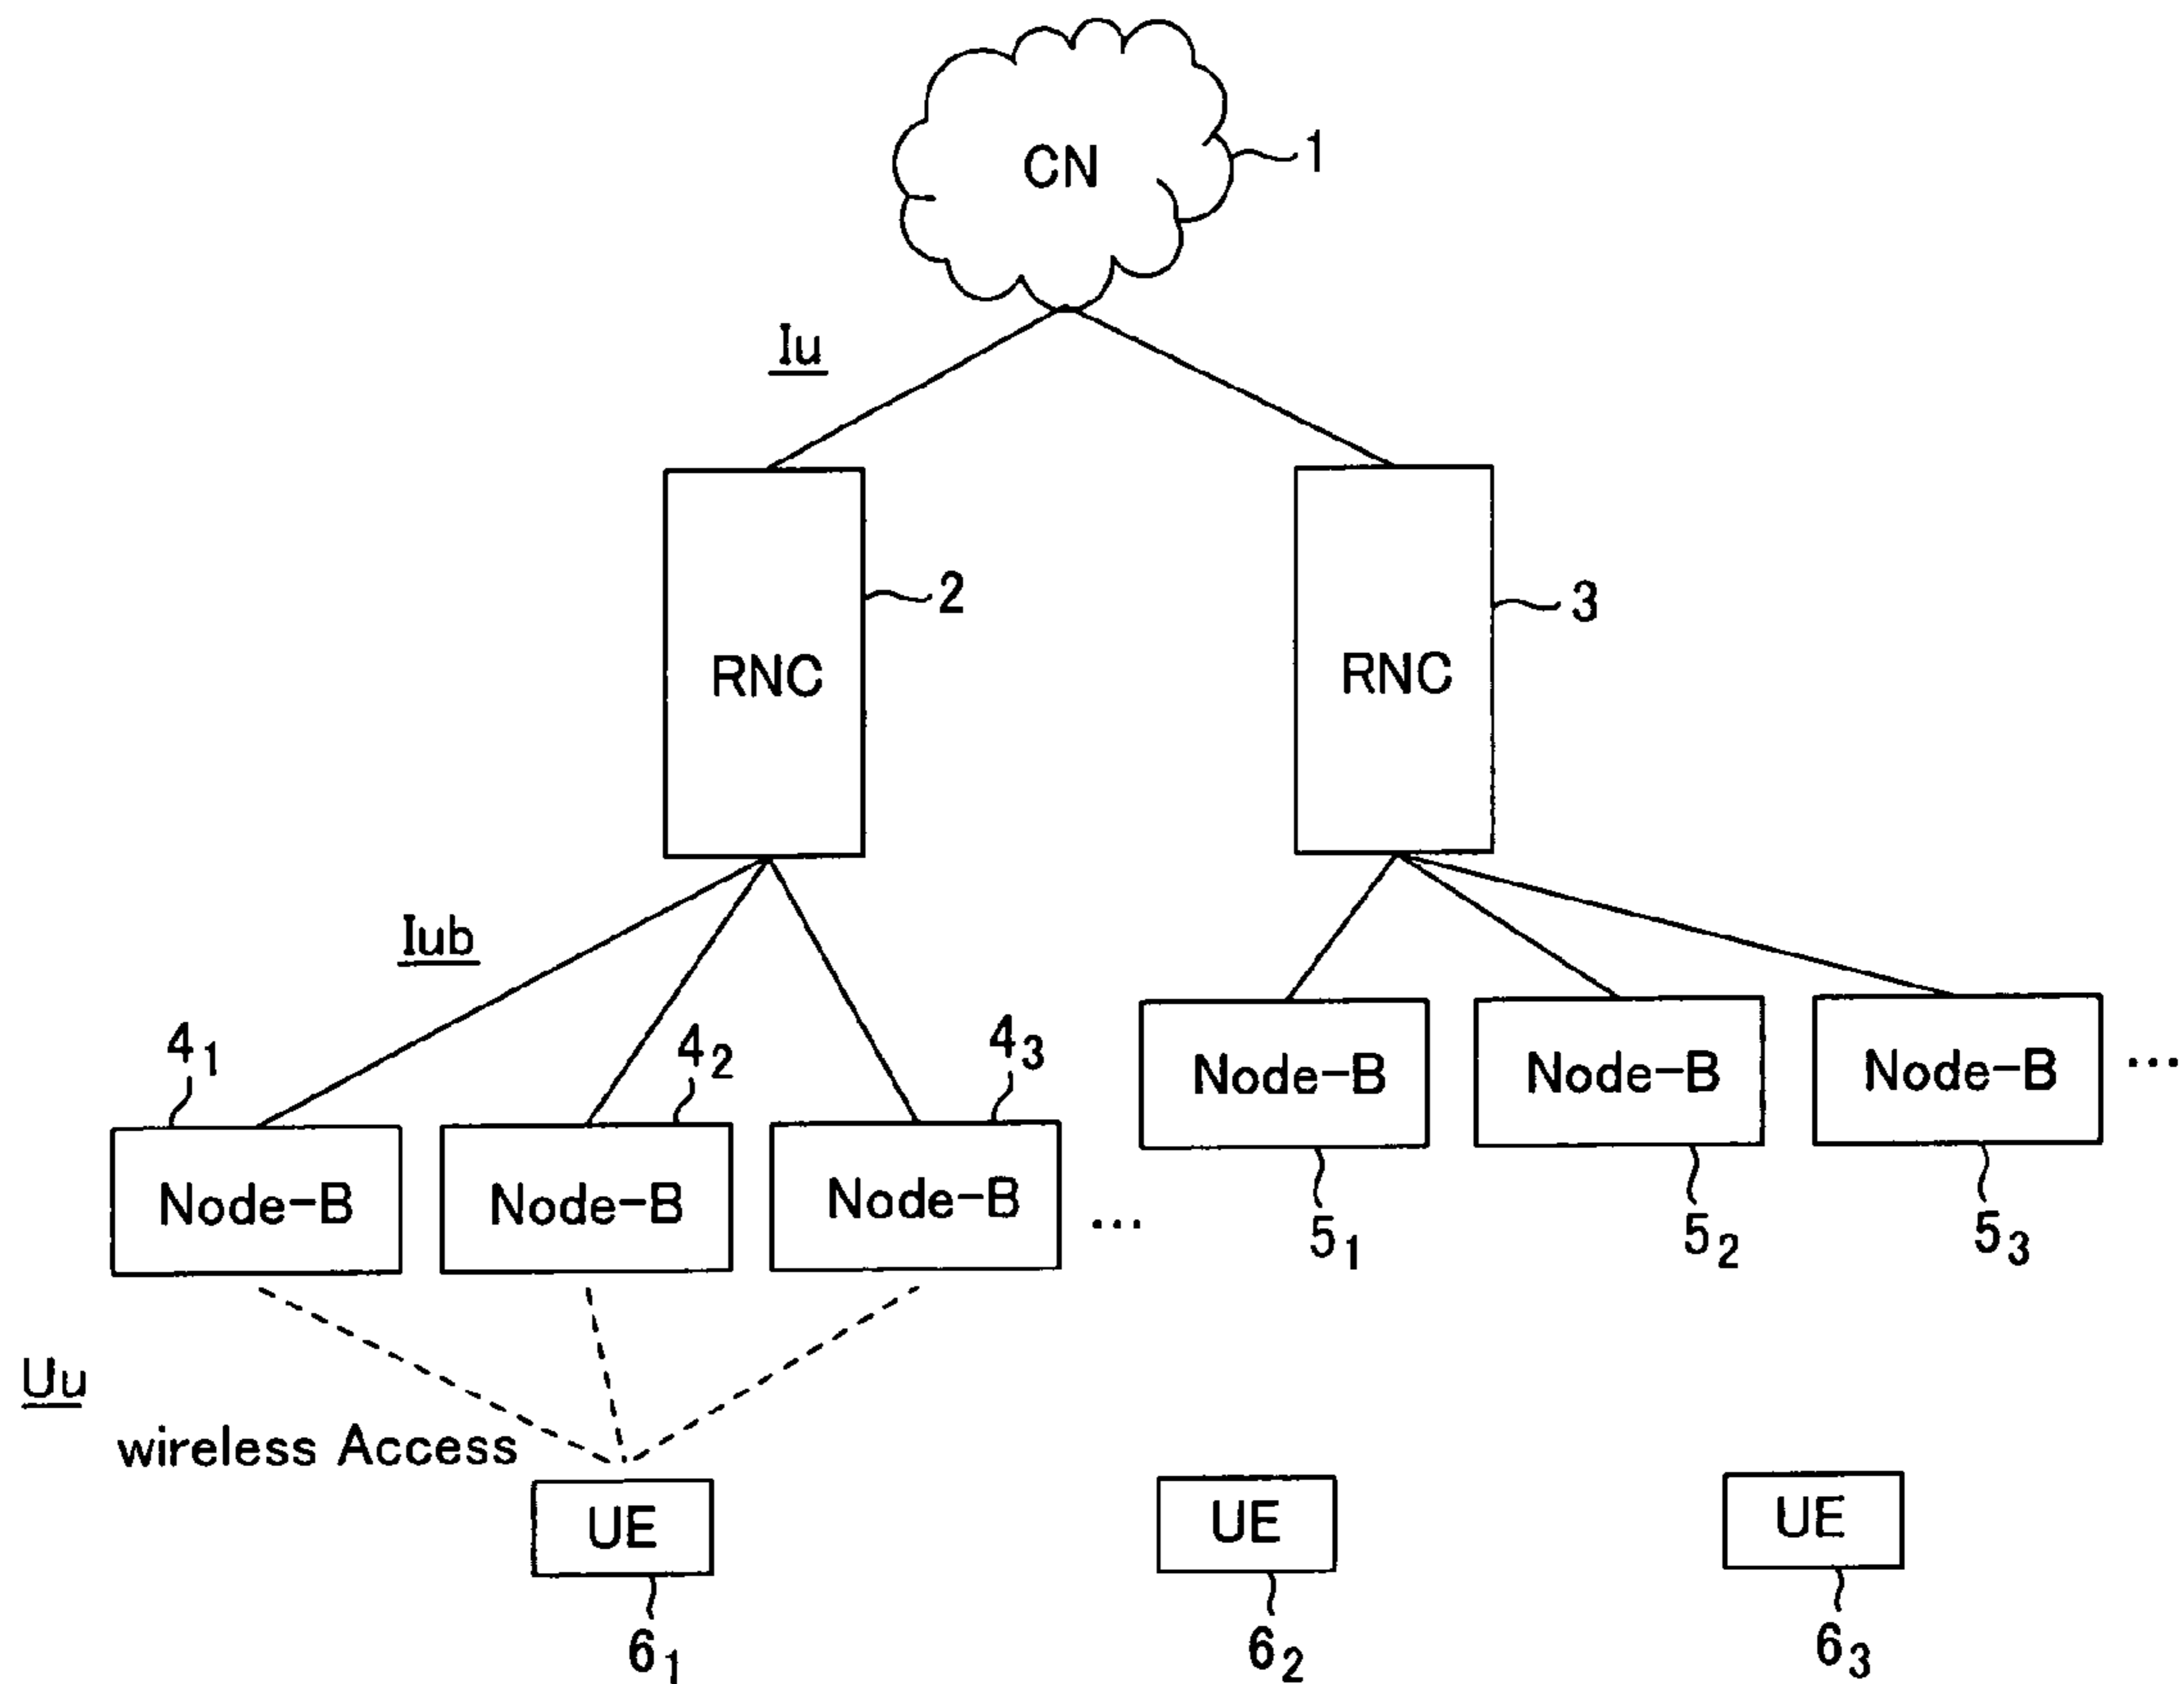 CN
1
Iu
2
3
RNC
RNC
Iub
4₁
4₂
4₃
Node-B
Node-B
Node-B
...
Node-B
Node-B
Node-B
...
5₁
5₂
5₃
Uu
wireless Access
UE
UE
UE
6₁
6₂
6₃